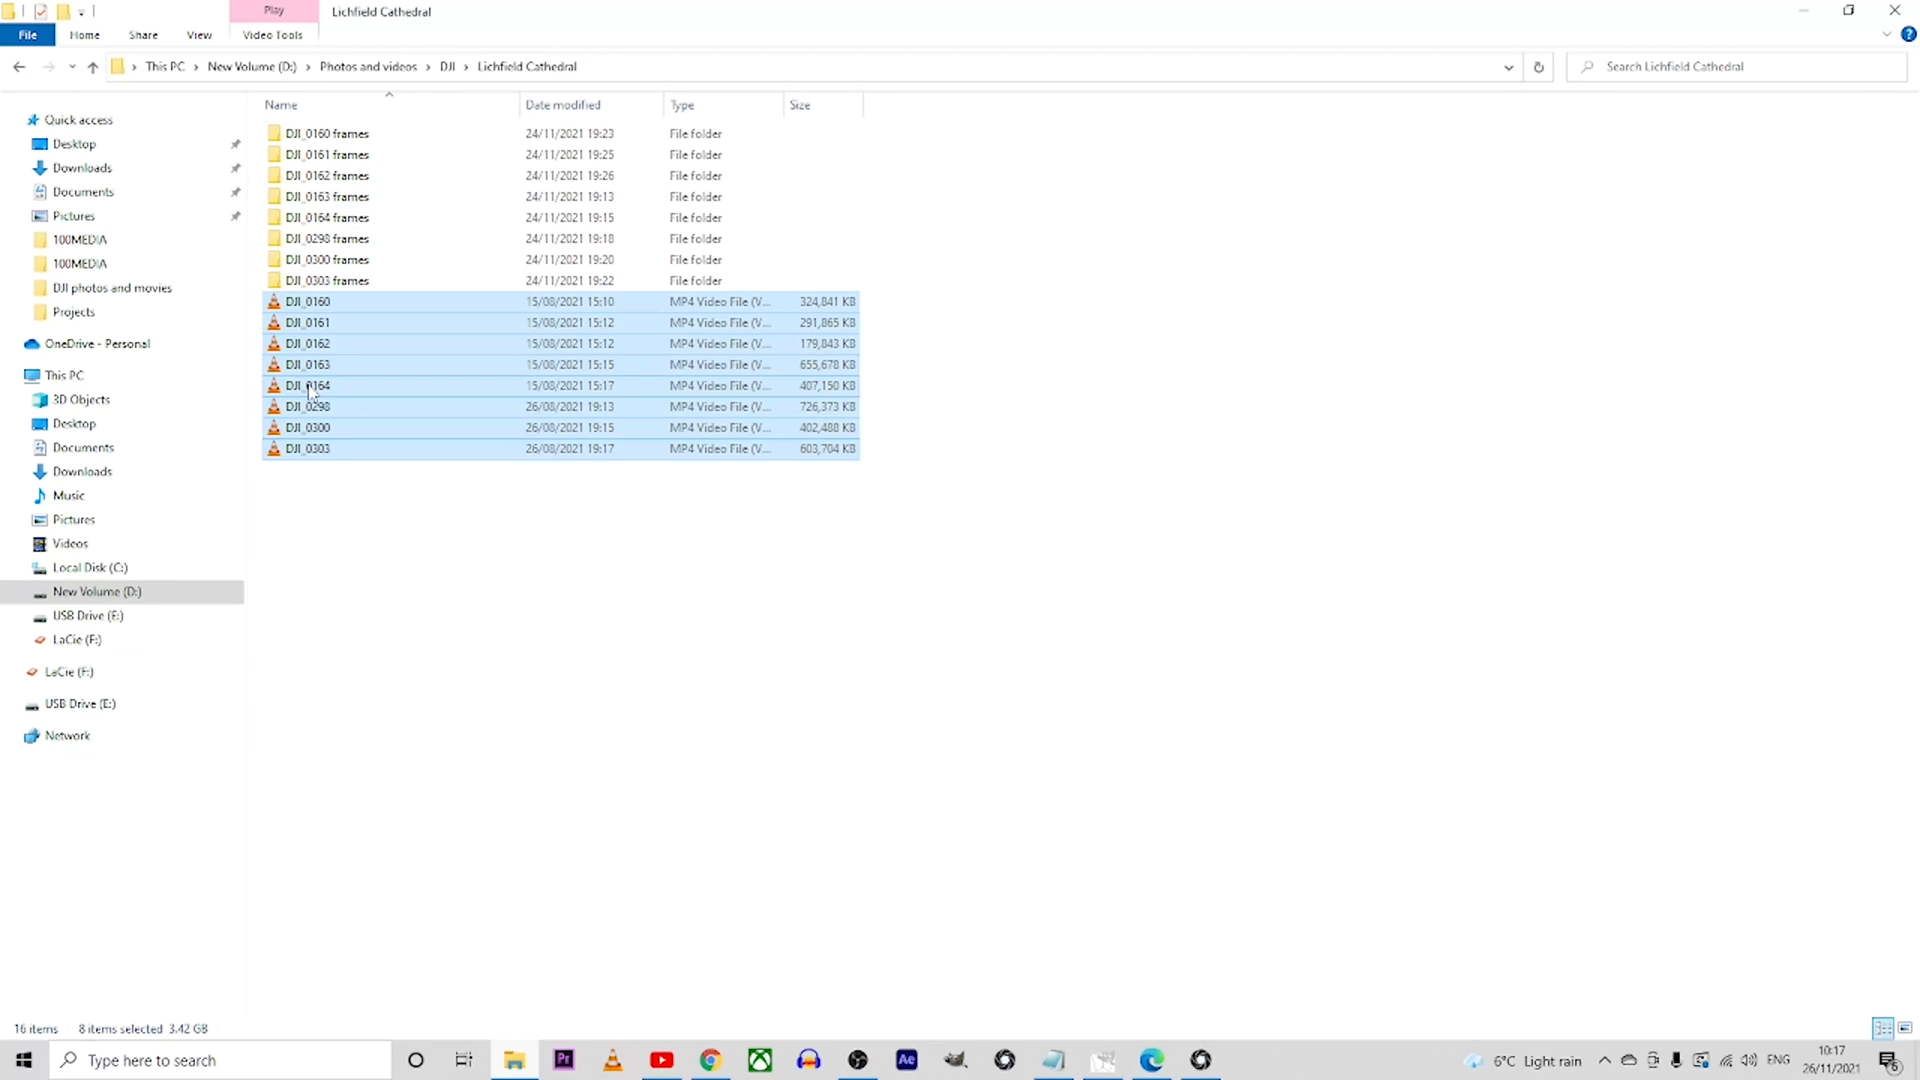 Play
Lichfield Cathedral
File Home Share View Video Tools
This PC › New Volume (D:) › Photos and videos › DJI › Lichfield Cathedral
Search Lichfield Cathedral
Name Date modified Type Size
Quick access
Desktop
Downloads
Documents
Pictures
100MEDIA
100MEDIA
DJI photos and movies
Projects
OneDrive - Personal
This PC
3D Objects
Desktop
Documents
Downloads
Music
Pictures
Videos
Local Disk (C:)
New Volume (D:)
USB Drive (E:)
LaCie (F:)
LaCie (F:)
USB Drive (E:)
Network
DJI_0160 frames 24/11/2021 19:23 File folder
DJI_0161 frames 24/11/2021 19:25 File folder
DJI_0162 frames 24/11/2021 19:26 File folder
DJI_0163 frames 24/11/2021 19:13 File folder
DJI_0164 frames 24/11/2021 19:15 File folder
DJI_0298 frames 24/11/2021 19:18 File folder
DJI_0300 frames 24/11/2021 19:20 File folder
DJI_0303 frames 24/11/2021 19:22 File folder
DJI_0160 15/08/2021 15:10 MP4 Video File (V... 324,841 KB
DJI_0161 15/08/2021 15:12 MP4 Video File (V... 291,865 KB
DJI_0162 15/08/2021 15:12 MP4 Video File (V... 179,843 KB
DJI_0163 15/08/2021 15:15 MP4 Video File (V... 655,678 KB
DJI_0164 15/08/2021 15:17 MP4 Video File (V... 407,150 KB
DJI_0298 26/08/2021 19:13 MP4 Video File (V... 726,373 KB
DJI_0300 26/08/2021 19:15 MP4 Video File (V... 402,488 KB
DJI_0303 26/08/2021 19:17 MP4 Video File (V... 603,704 KB
16 items 8 items selected 3.42 GB
Type here to search
Pr
Ae
6°C Light rain
ENG
10:17
26/11/2021
6